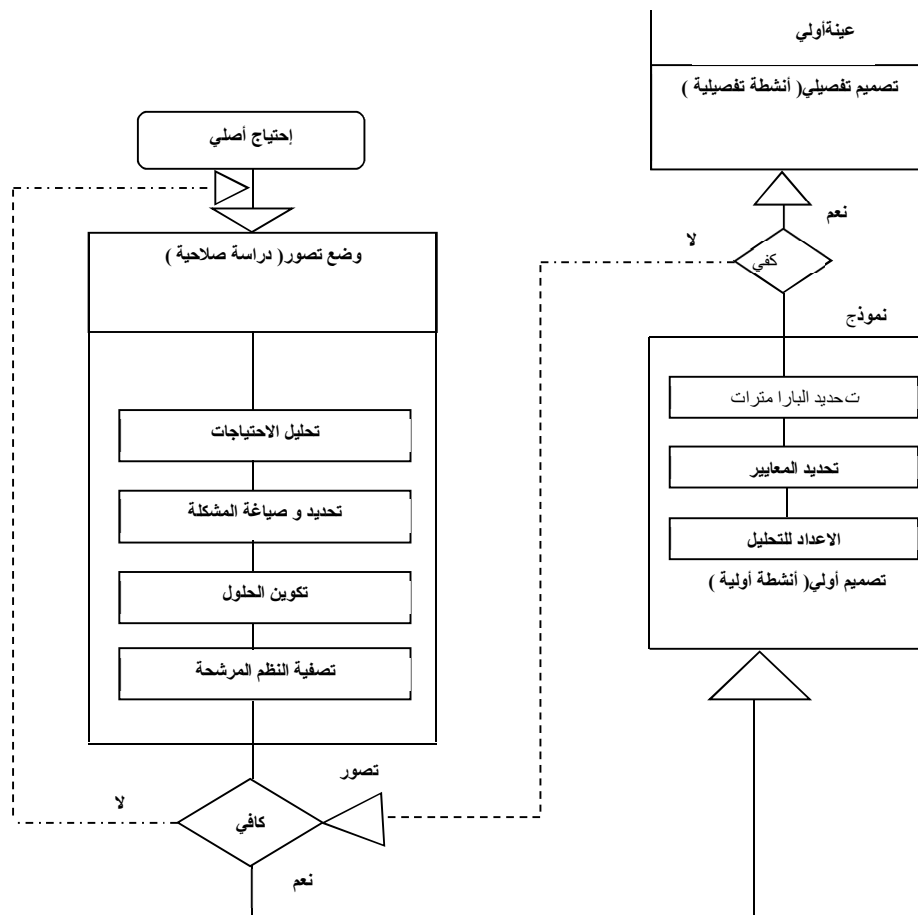 إحتياج أصلي
وضع تصور( دراسة صلاحية )
تحليل الاحتياجات
تحديد و صياغة المشكلة
تكوين الحلول
تصفية النظم المرشحة
تصور
لا
كافي
نعم
عينةأولي
تصميم تفصيلي( أنشطة تفصيلية )
نعم
لا
كفي
نموذج
تحديد البارا مترات
تحديد المعايير
الاعداد للتحليل
تصميم أولي( أنشطة أولية )